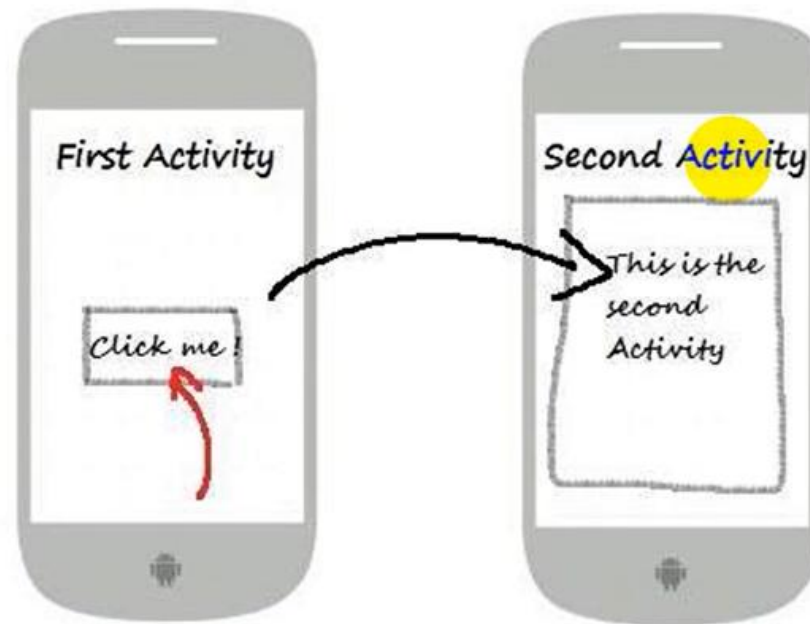 First Activity
Click me !
Second Activity
This is the
second
Activity